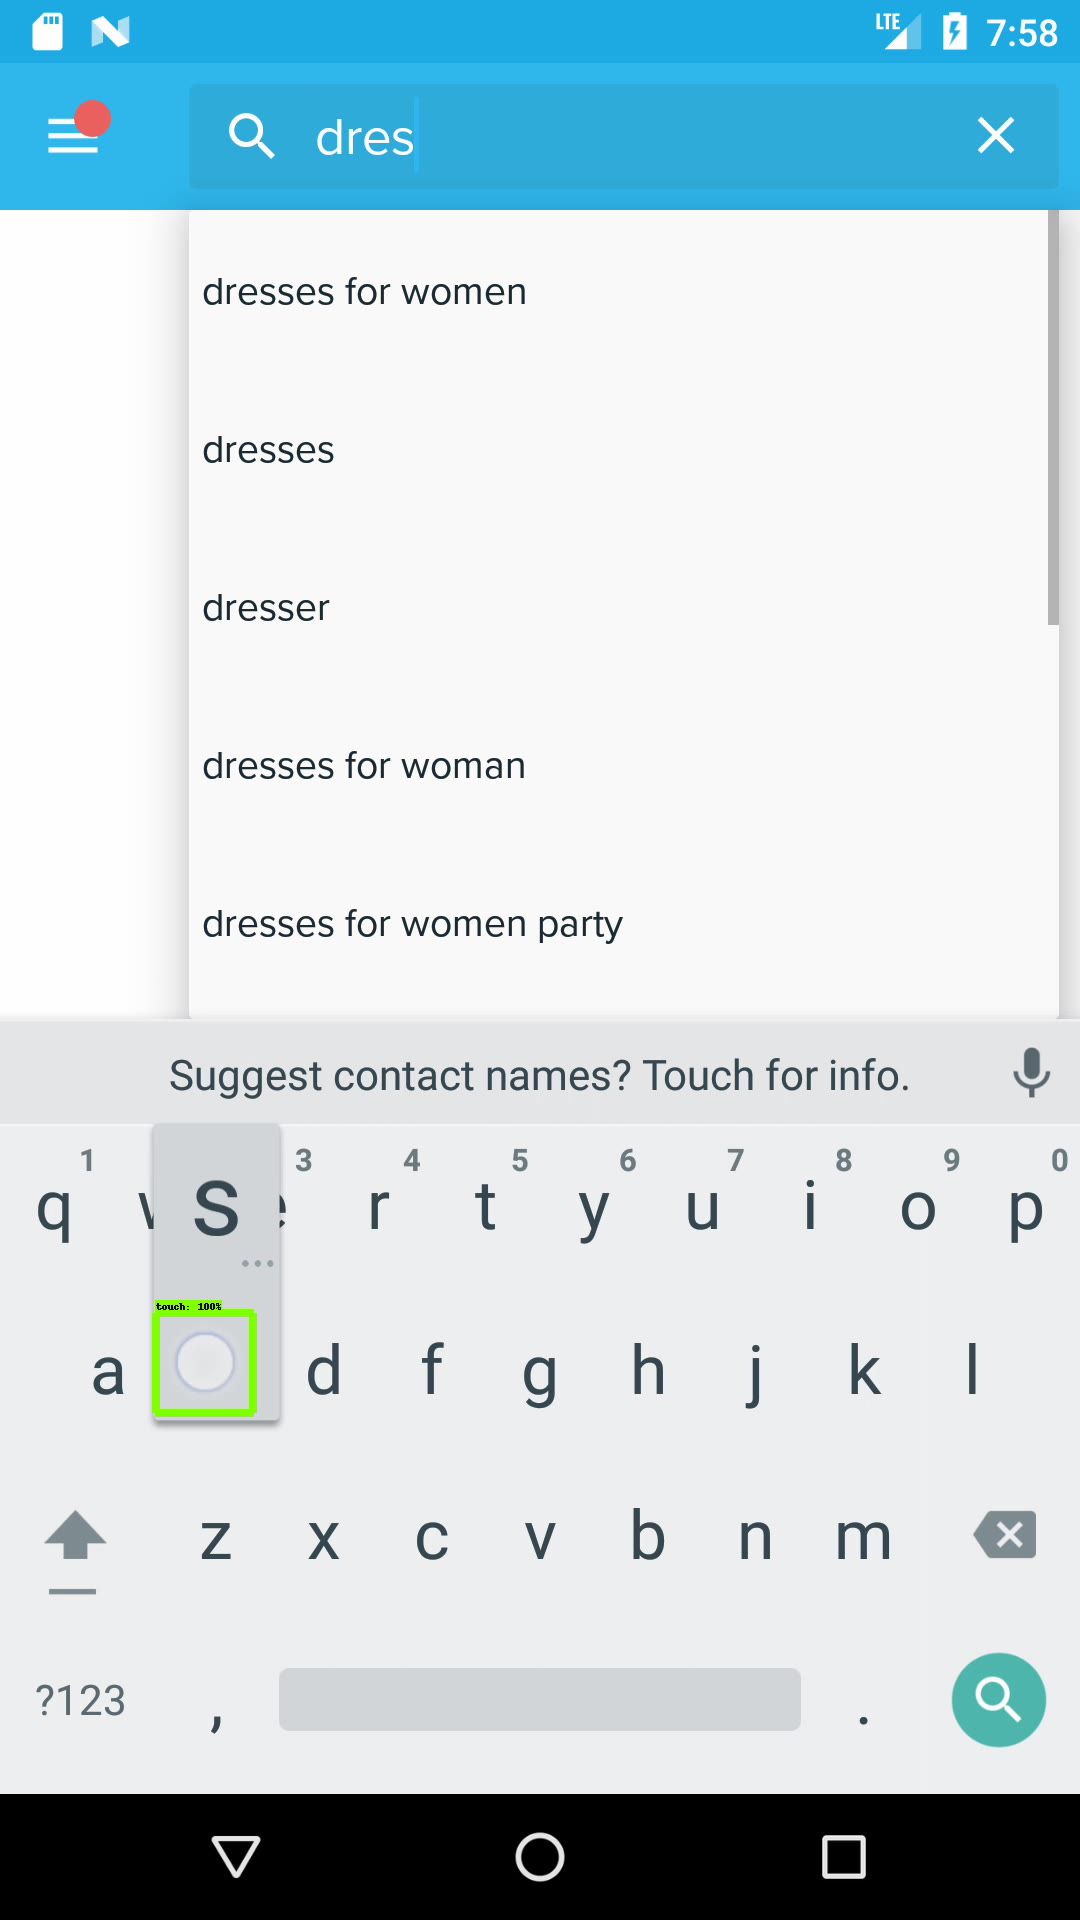 LTE 7:58
dres
dresses for women
dresses
dresser
dresses for woman
dresses for women party
Suggest contact names? Touch for info.
1 3 4 5 6 7 8 9 0
q w e r t y u i o p
s
touch: 100%
a d f g h j k l
z x c v b n m
?123 , .